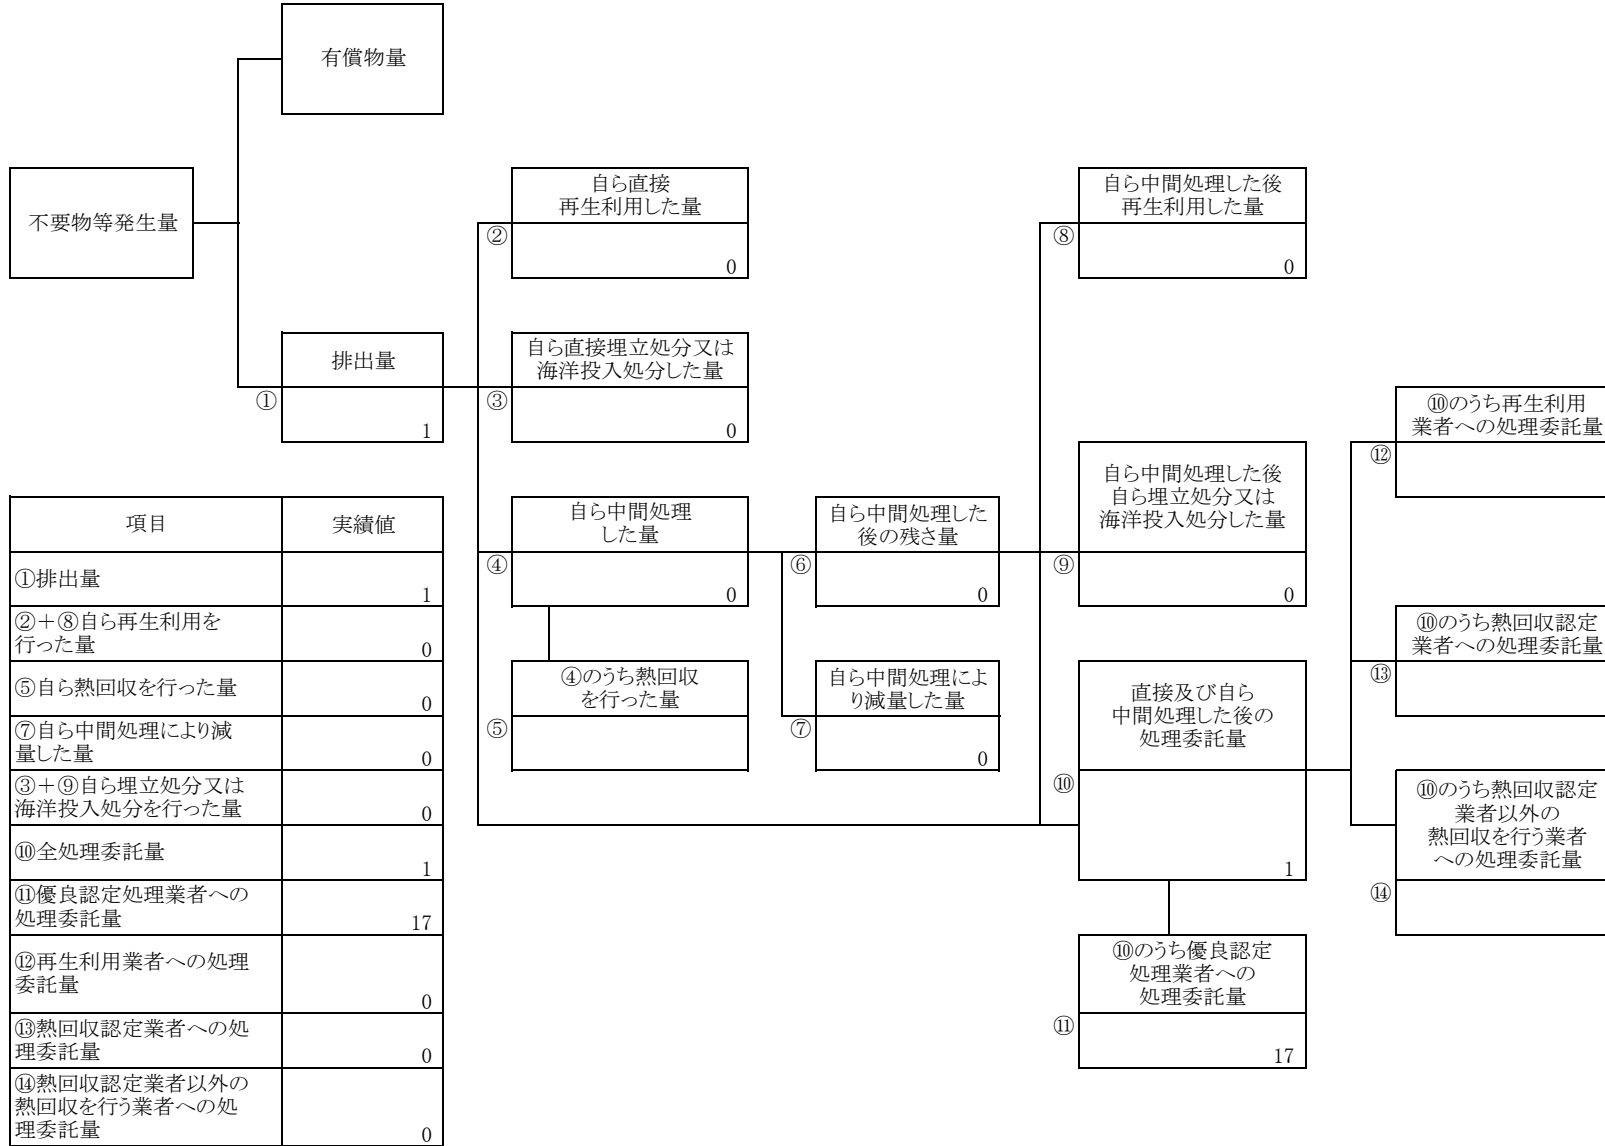 有償物量
不要物等発生量
自ら直接
再生利用した量
②
0
自ら中間処理した後
再生利用した量
⑧
0
排出量
①
1
自ら直接埋立処分又は
海洋投入処分した量
③
0
⑩のうち再生利用
業者への処理委託量
⑫
自ら中間処理
した量
④
0
自ら中間処理した
後の残さ量
⑥
0
自ら中間処理した後
自ら埋立処分又は
海洋投入処分した量
⑨
0
⑩のうち熱回収認定
業者への処理委託量
⑬
④のうち熱回収
を行った量
⑤
自ら中間処理によ
り減量した量
⑦
0
直接及び自ら
中間処理した後の
処理委託量
⑩
1
⑩のうち熱回収認定
業者以外の
熱回収を行う業者
への処理委託量
⑭
⑩のうち優良認定
処理業者への
処理委託量
⑪
17
項目 実績値
①排出量
1
②+⑧自ら再生利用を
行った量
0
⑤自ら熱回収を行った量
0
⑦自ら中間処理により減
量した量
0
③+⑨自ら埋立処分又は
海洋投入処分を行った量
0
⑩全処理委託量
1
⑪優良認定処理業者への
処理委託量
17
⑫再生利用業者への処理
委託量
0
⑬熱回収認定業者への処
理委託量
0
⑭熱回収認定業者以外の
熱回収を行う業者への処
理委託量
0